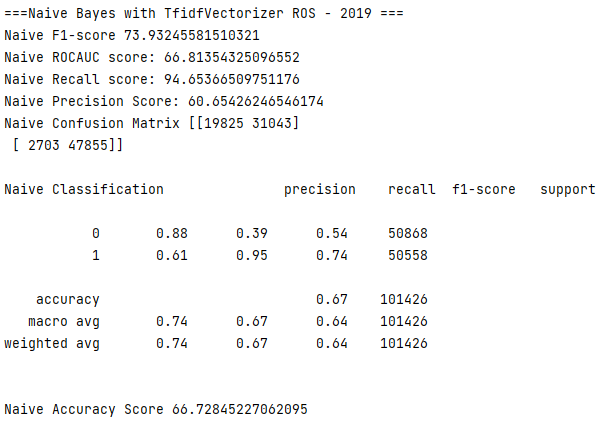 ===Naive Bayes with TfidfVectorizer ROS - 2019 ===
Naive F1-score 73.93245581510321
Naive ROCAUC score: 66.81354325096552
Naive Recall score: 94.65366509751176
Naive Precision Score: 60.65426246546174
Naive Confusion Matrix [[19825 31043]
[ 2703 47855]]
Naive Classification precision recall f1-score support
0 0.88 0.39 0.54 50868
1 0.61 0.95 0.74 50558
accuracy 0.67 101426
macro avg 0.74 0.67 0.64 101426
weighted avg 0.74 0.67 0.64 101426
Naive Accuracy Score 66.72845227062095